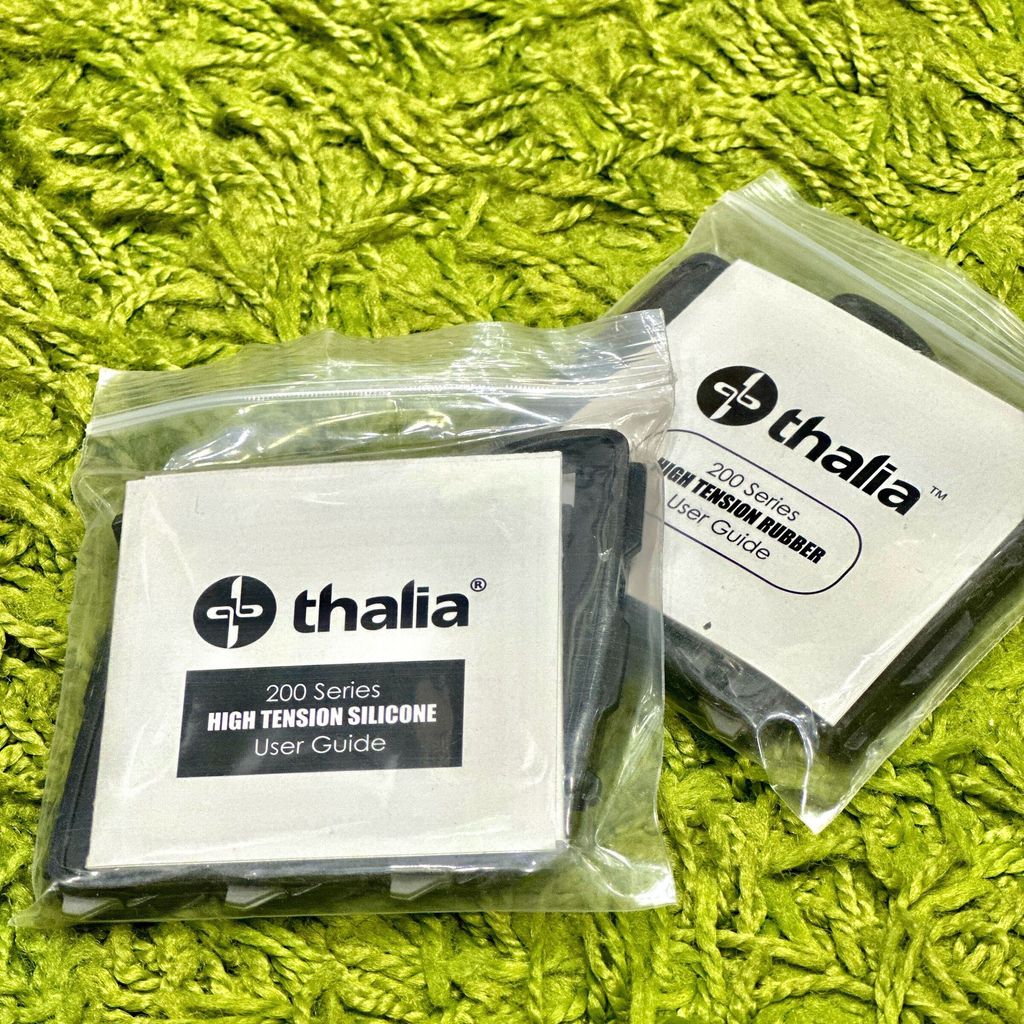 thalia®
200 Series
HIGH TENSION SILICONE
User Guide
thalia™
200 Series
HIGH TENSION RUBBER
User Guide